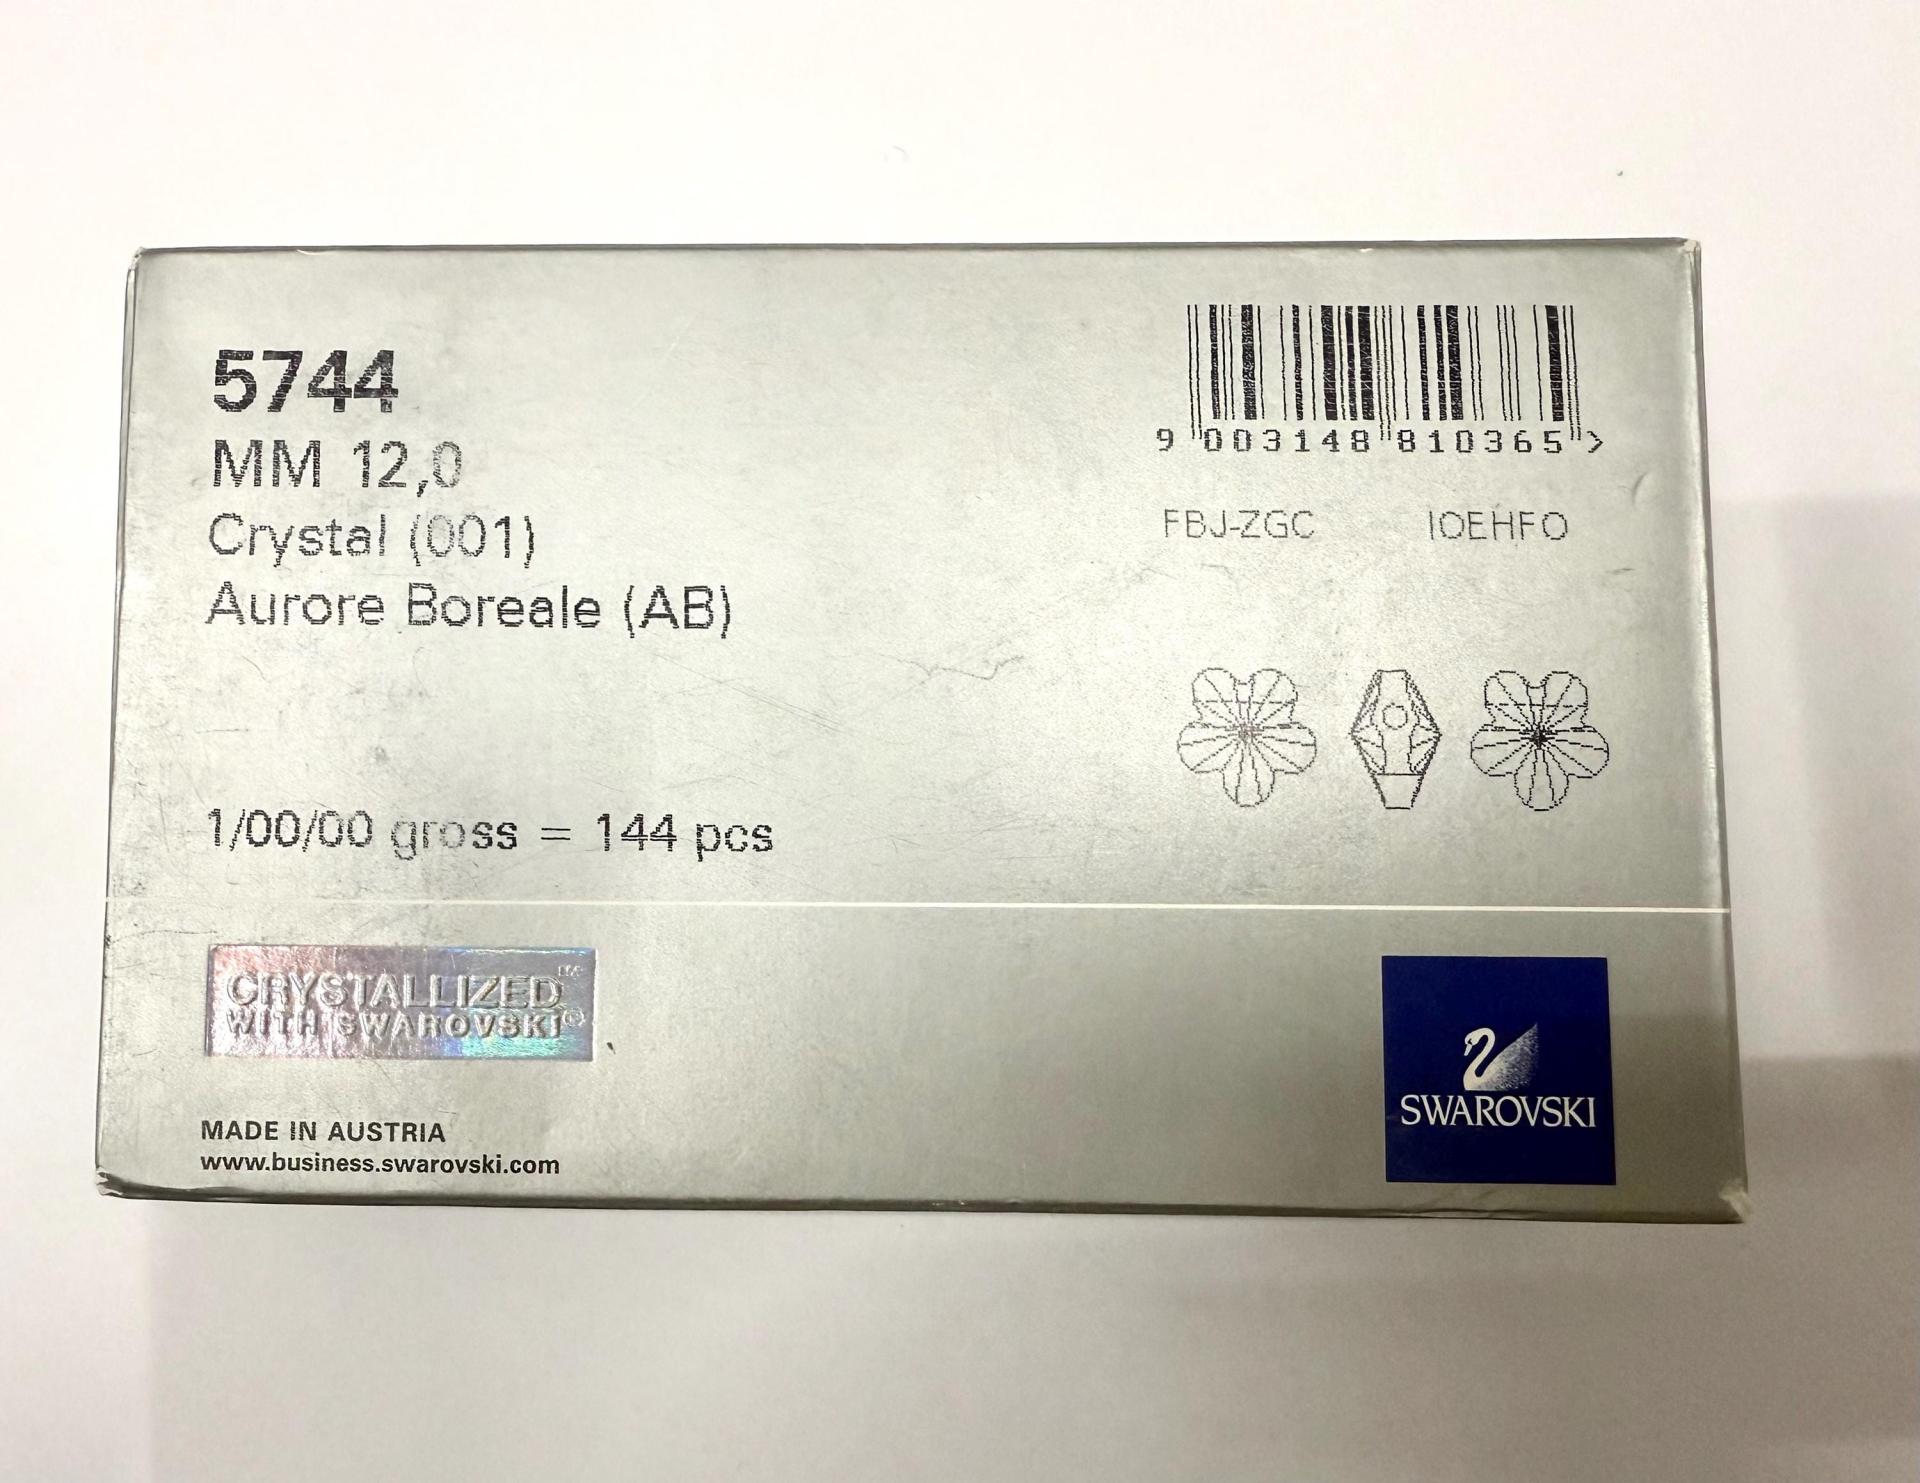 5744
MM 12,0
Crystal (001)
Aurore Boreale (AB)
9 003148 810365 >
FBJ-ZGC IOEHFO
1/00/00 gross = 144 pcs
CRYSTALLIZED™
WITH SWAROVSKI®
MADE IN AUSTRIA
www.business.swarovski.com
SWAROVSKI